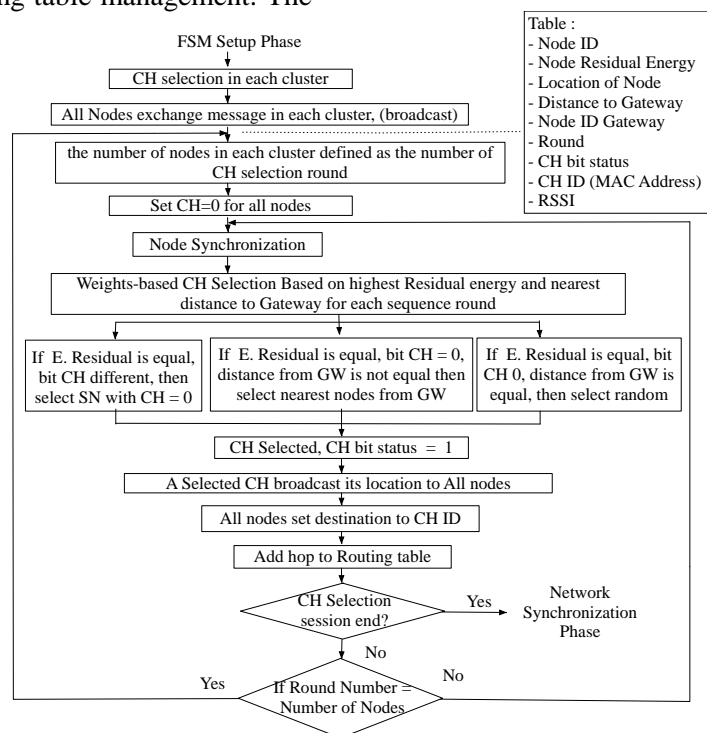 ng table management. The
FSM Setup Phase
CH selection in each cluster
All Nodes exchange message in each cluster, (broadcast)
the number of nodes in each cluster defined as the number of
CH selection round
Set CH=0 for all nodes
Node Synchronization
Weights-based CH Selection Based on highest Residual energy and nearest
distance to Gateway for each sequence round
If E. Residual is equal,
bit CH different, then
select SN with CH = 0
If E. Residual is equal, bit CH = 0,
distance from GW is not equal then
select nearest nodes from GW
If E. Residual is equal, bit
CH 0, distance from GW is
equal, then select random
CH Selected, CH bit status = 1
A Selected CH broadcast its location to All nodes
All nodes set destination to CH ID
Add hop to Routing table
CH Selection
session end?
Yes
Network
Synchronization
Phase
No
Yes
If Round Number =
Number of Nodes
No
Table :
- Node ID
- Node Residual Energy
- Location of Node
- Distance to Gateway
- Node ID Gateway
- Round
- CH bit status
- CH ID (MAC Address)
- RSSI